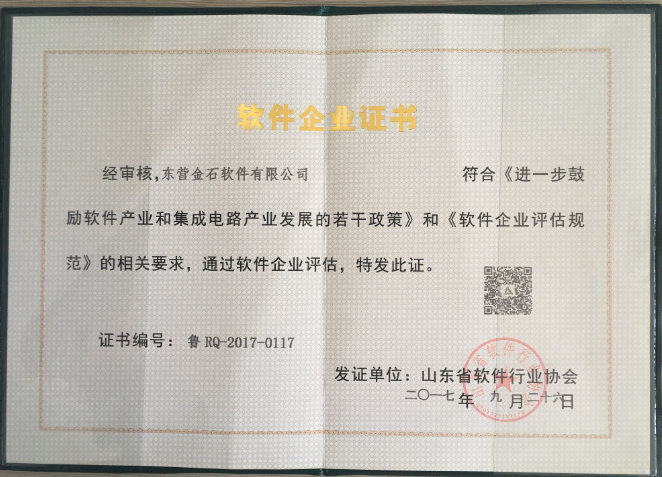 软件企业证书
经审核,东营金石软件有限公司 符合《进一步鼓
励软件产业和集成电路产业发展的若干政策》和《软件企业评估规
范》的相关要求，通过软件企业评估，特发此证。
证书编号：鲁 RQ-2017-0117
发证单位：山东省软件行业协会
二〇一七年 九月二十六日